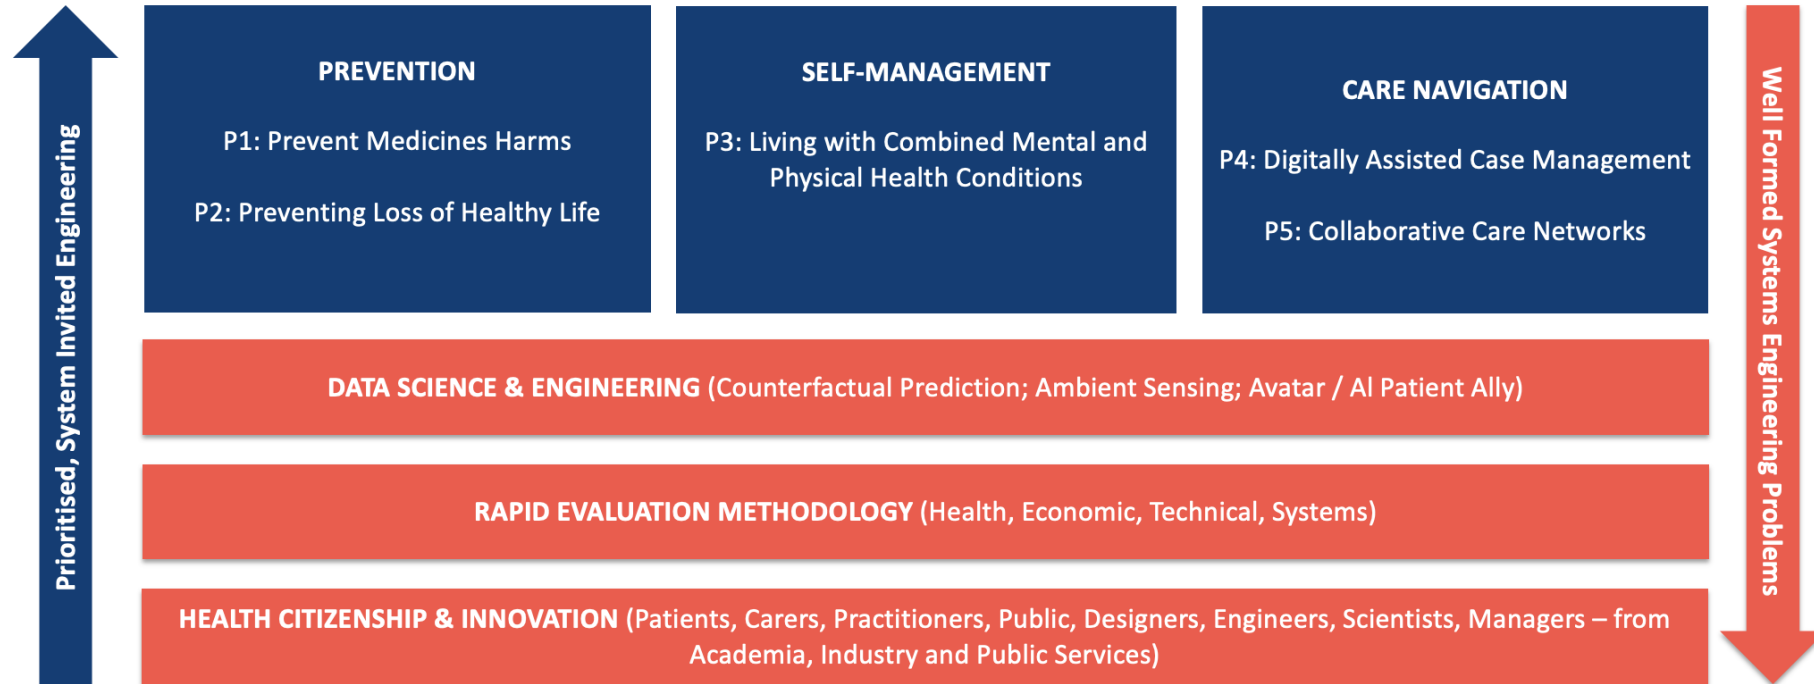 Prioritised, System Invited Engineering
PREVENTION
P1: Prevent Medicines Harms
P2: Preventing Loss of Healthy Life
SELF-MANAGEMENT
P3: Living with Combined Mental and
Physical Health Conditions
CARE NAVIGATION
P4: Digitally Assisted Case Management
P5: Collaborative Care Networks
Well Formed Systems Engineering Problems
DATA SCIENCE & ENGINEERING (Counterfactual Prediction; Ambient Sensing; Avatar / AI Patient Ally)
RAPID EVALUATION METHODOLOGY (Health, Economic, Technical, Systems)
HEALTH CITIZENSHIP & INNOVATION (Patients, Carers, Practitioners, Public, Designers, Engineers, Scientists, Managers – from
Academia, Industry and Public Services)